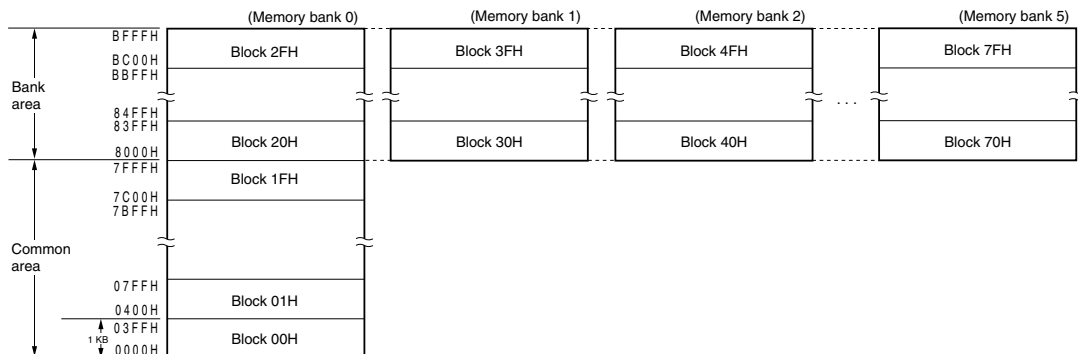 (Memory bank 0) (Memory bank 1) (Memory bank 2) (Memory bank 5)
BFFFH
Block 2FH Block 3FH Block 4FH Block 7FH
BC00H
BBFFH
Bank
area
. . .
84FFH
83FFH
Block 20H Block 30H Block 40H Block 70H
8000H
7FFFH
Block 1FH
7C00H
7BFFH
Common
area
07FFH
Block 01H
0400H
03FFH
1 KB
Block 00H
0000H